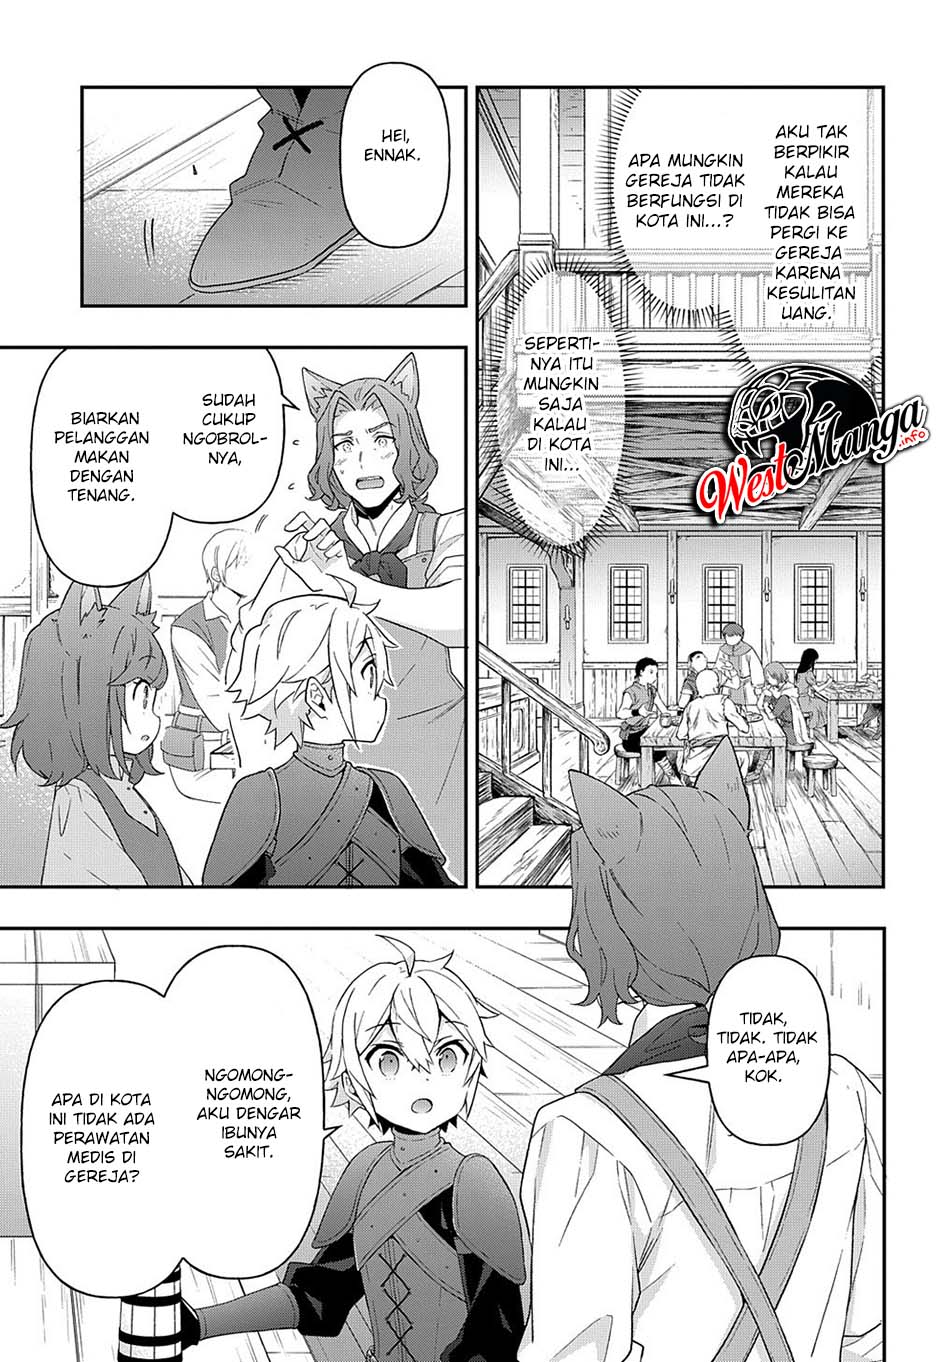 AKU TAK
BERPIKIR
KALAU
MEREKA
TIDAK BISA
PERGI KE
GEREJA
KARENA
KESULITAN
UANG.
APA MUNGKIN
GEREJA TIDAK
BERFUNGSI DI
KOTA INI...?
SEPERTI-
NYA ITU
MUNGKIN
SAJA
KALAU
DI KOTA
INI...
WestManga
.info
HEI,
ENNAK.
SUDAH
CUKUP
NGOBROL-
NYA,
BIARKAN
PELANGGAN
MAKAN
DENGAN
TENANG.
TIDAK,
TIDAK. TIDAK
APA-APA,
KOK.
NGOMONG-
NGOMONG,
AKU DENGAR
IBUNYA
SAKIT.
APA DI KOTA
INI TIDAK ADA
PERAWATAN
MEDIS DI
GEREJA?